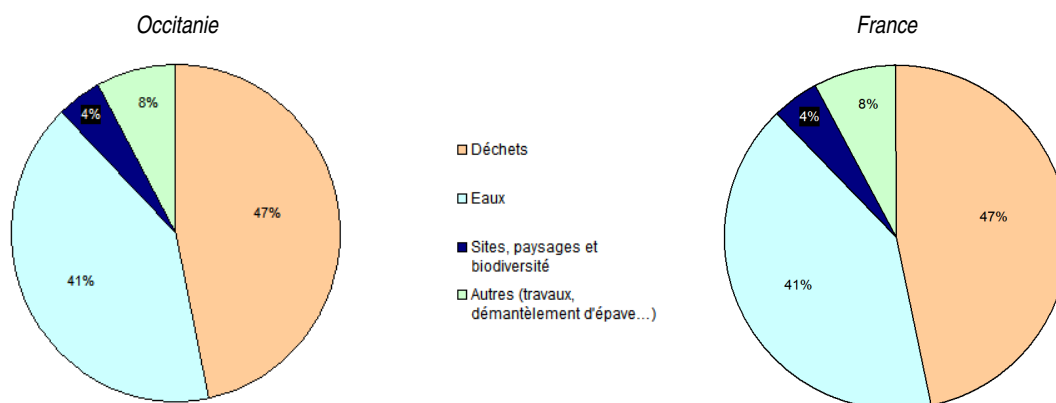 Occitanie
8%
4%
47%
41%
Déchets
Eaux
Sites, paysages et
biodiversité
Autres (travaux,
démantèlement d'épave...)
France
8%
4%
47%
41%